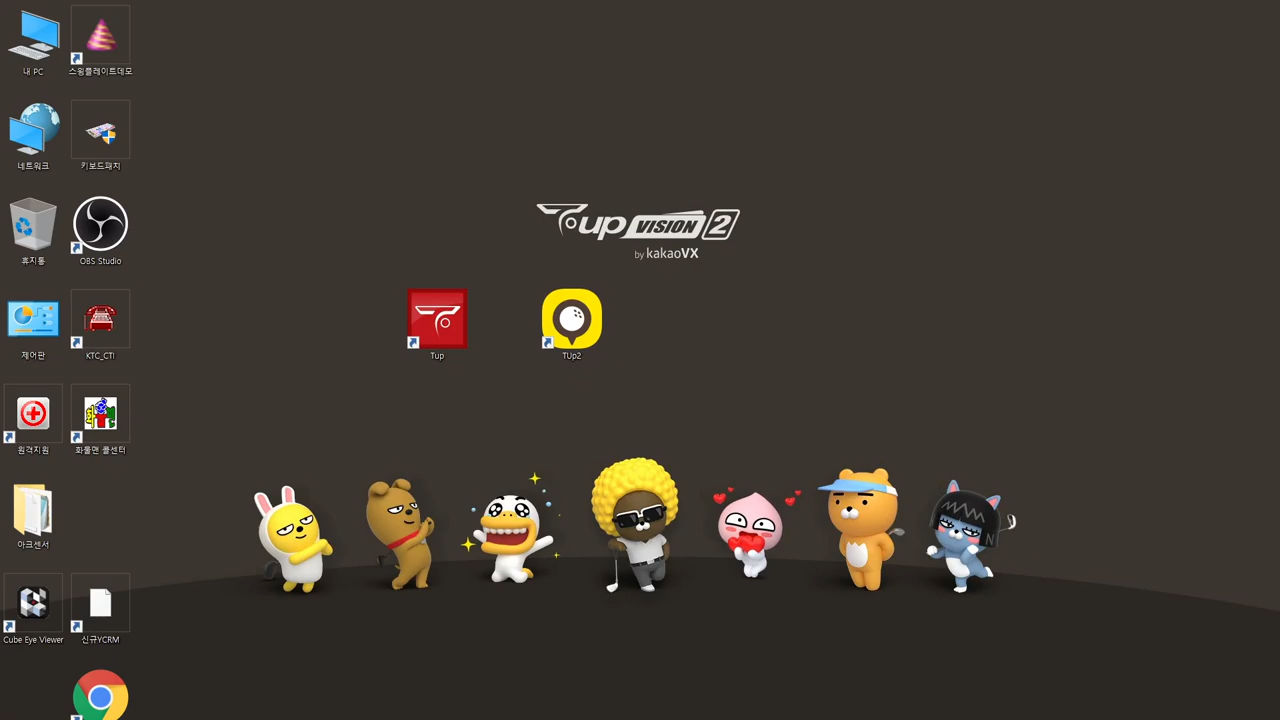 내 PC
스윙플레이트데모
네트워크
키보드패치
휴지통
OBS Studio
제어판
KTC_CTI
원격지원
화물맨 콜센터
아크센서
Cube Eye Viewer
신규YCRM
Tup VISION 2
by kakaoVX
Tup
TUp2